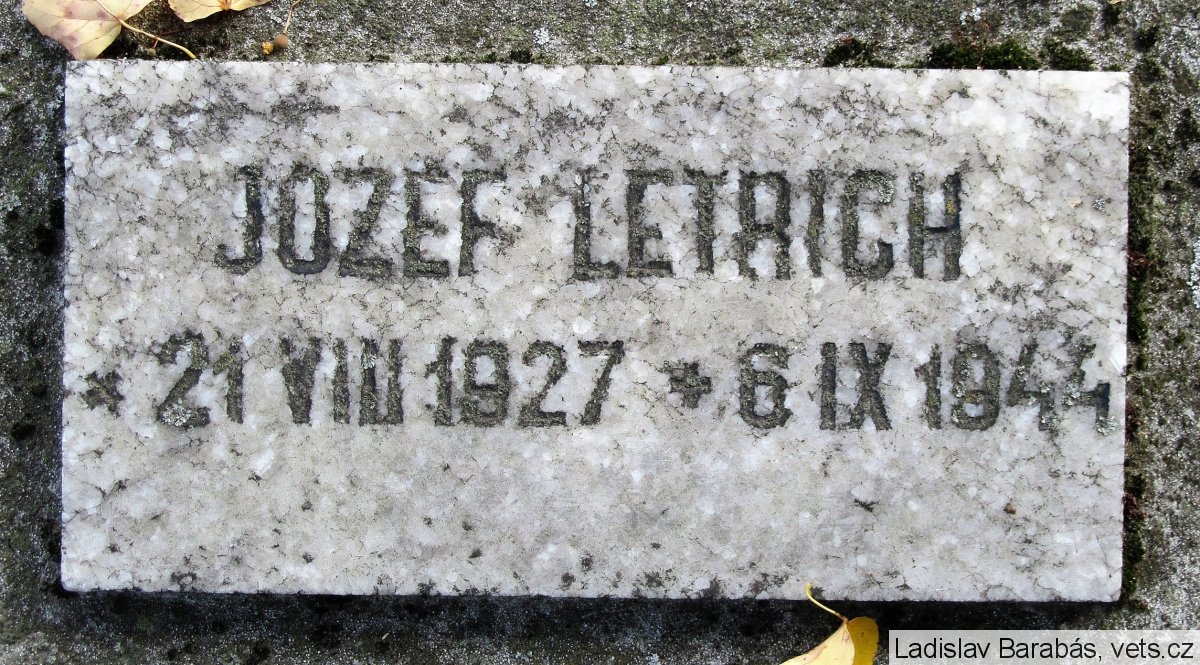 JOZEF LETRICH
* 21 VIII 1927 + 6 IX 1944
Ladislav Barabás, vets.cz